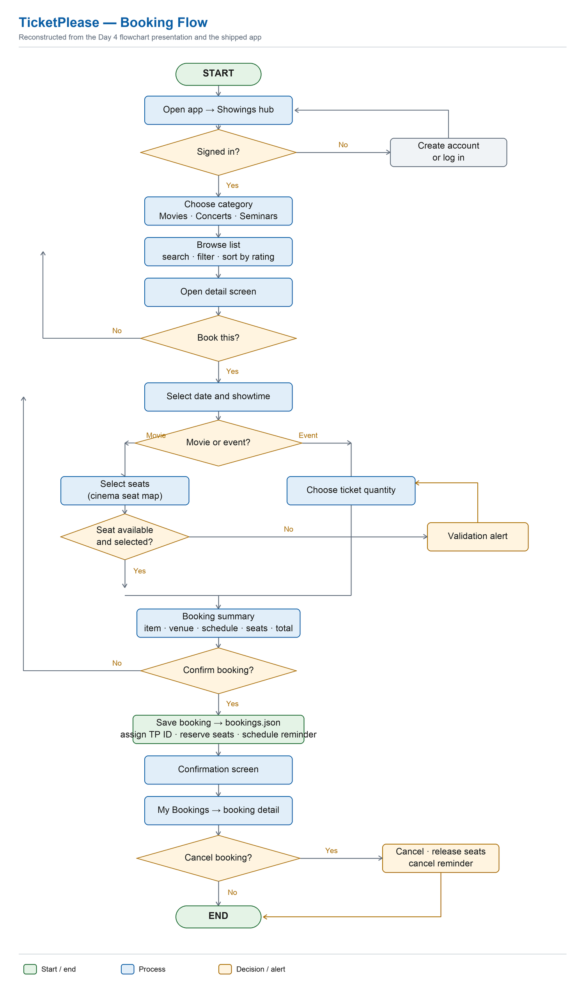 TicketPlease — Booking Flow
Reconstructed from the Day 4 flowchart presentation and the shipped app
START
Open app → Showings hub
Signed in?
No
Create account
or log in
Yes
Choose category
Movies · Concerts · Seminars
Browse list
search · filter · sort by rating
Open detail screen
No
Book this?
Yes
Select date and showtime
Movie
Movie or event?
Event
Select seats
(cinema seat map)
Choose ticket quantity
Seat available
and selected?
No
Validation alert
Yes
Booking summary
item · venue · schedule · seats · total
No
Confirm booking?
Yes
Save booking → bookings.json
assign TP ID · reserve seats · schedule reminder
Confirmation screen
My Bookings → booking detail
Cancel booking?
Yes
Cancel · release seats
cancel reminder
No
END
Start / end
Process
Decision / alert